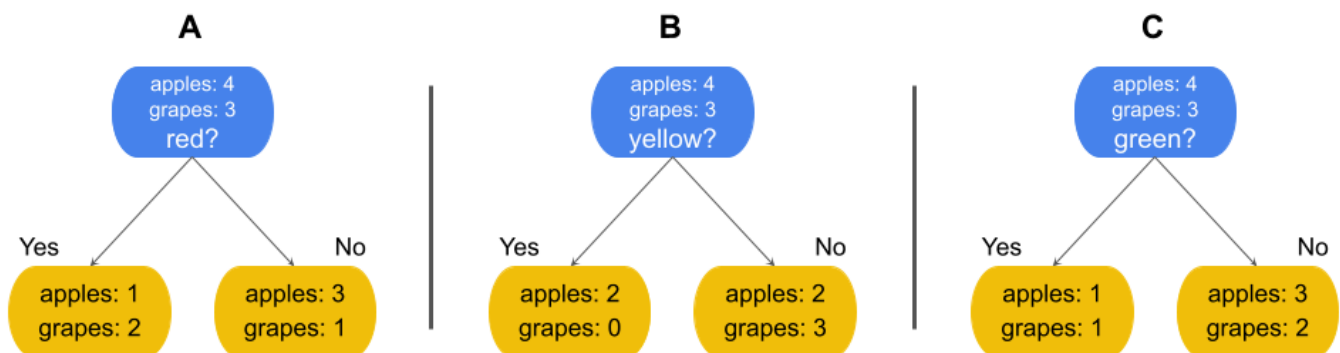 A
apples: 4
grapes: 3
red?
Yes
No
apples: 1
grapes: 2
apples: 3
grapes: 1
B
apples: 4
grapes: 3
yellow?
Yes
No
apples: 2
grapes: 0
apples: 2
grapes: 3
C
apples: 4
grapes: 3
green?
Yes
No
apples: 1
grapes: 1
apples: 3
grapes: 2